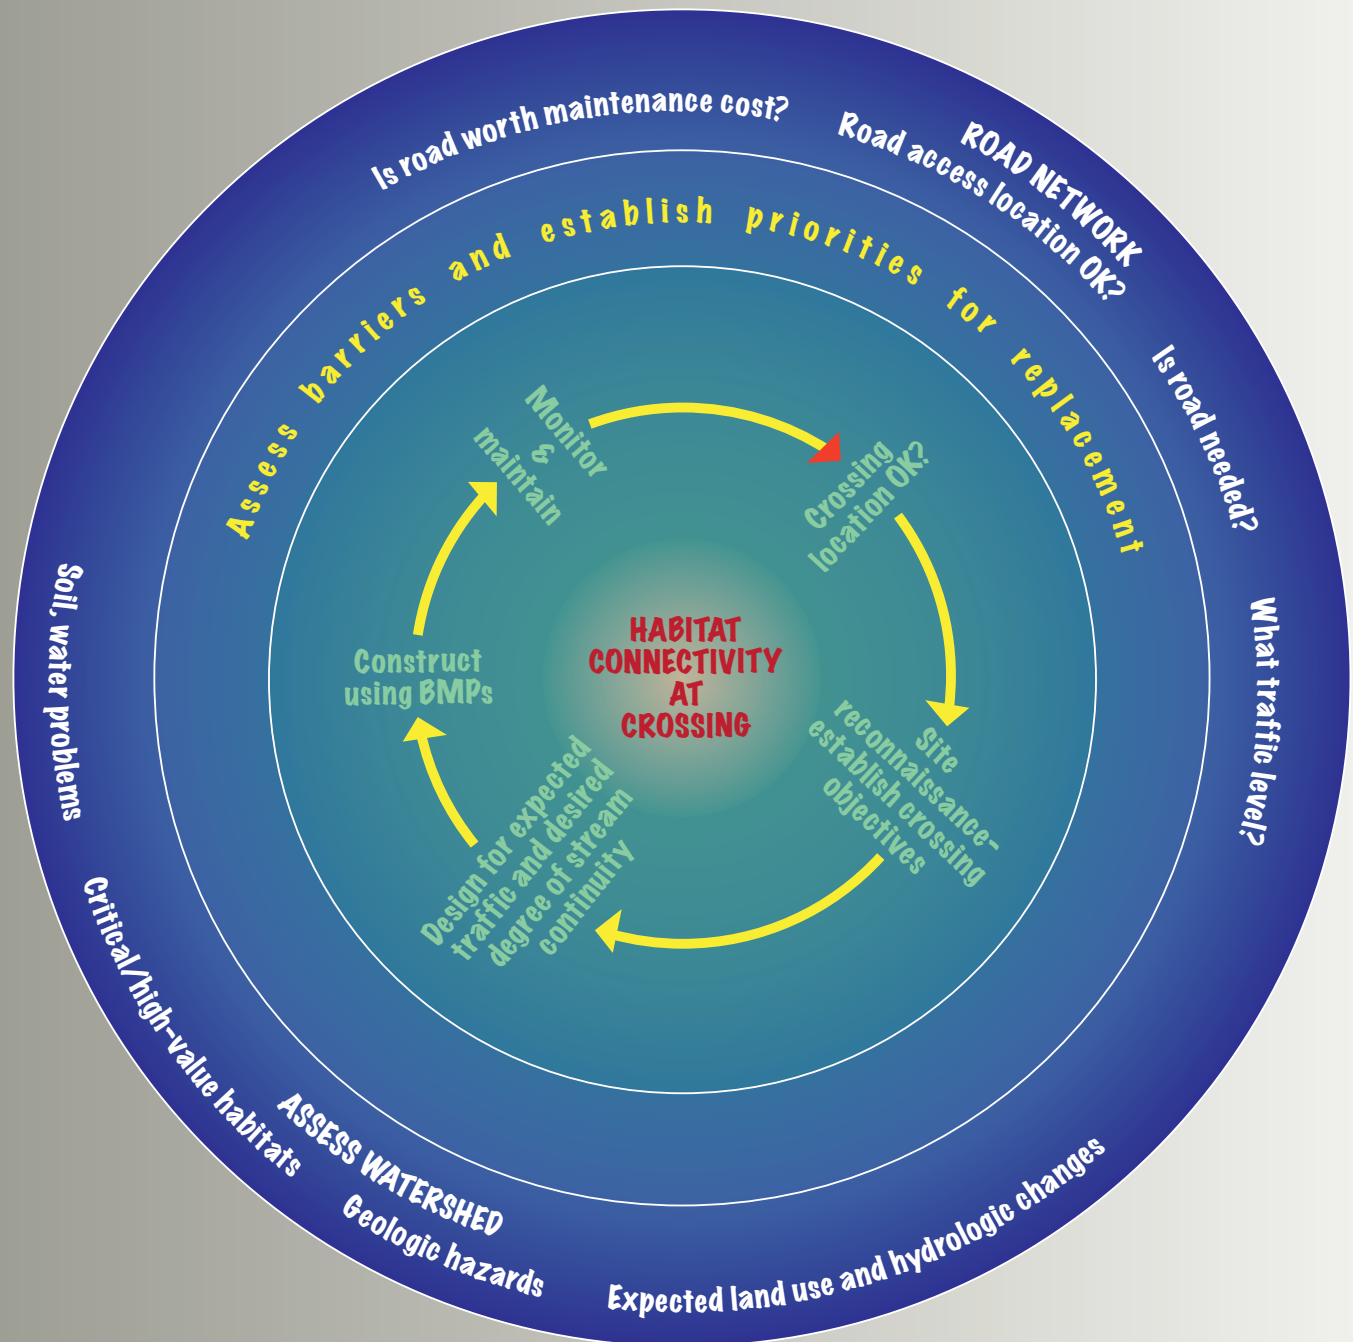 Is road worth maintenance cost?
ROAD NETWORK
Road access location OK?
Is road needed?
What traffic level?
Assess barriers and establish priorities for replacement
Monitor
&
maintain
Crossing
location OK?
Site
reconnaissance-
establish crossing
objectives
Design for expected
traffic and desired
degree of stream
continuity
Construct
using BMPs
HABITAT
CONNECTIVITY
AT
CROSSING
Soil, water problems
Critical/high-value habitats
ASSESS WATERSHED
Geologic hazards
Expected land use and hydrologic changes